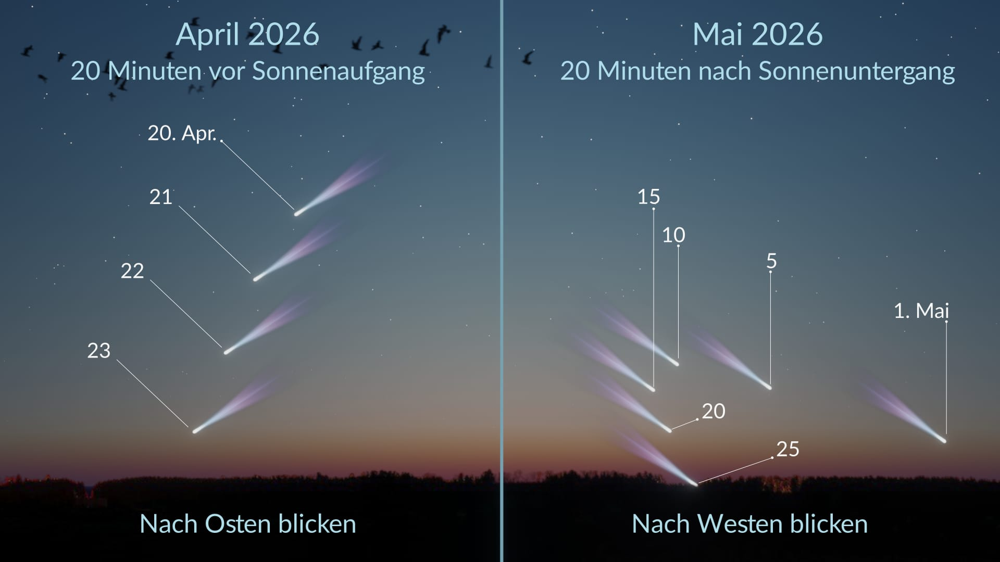 April 2026
20 Minuten vor Sonnenaufgang
20. Apr.
21
22
23
Nach Osten blicken
Mai 2026
20 Minuten nach Sonnenuntergang
15
10
5
1. Mai
20
25
Nach Westen blicken